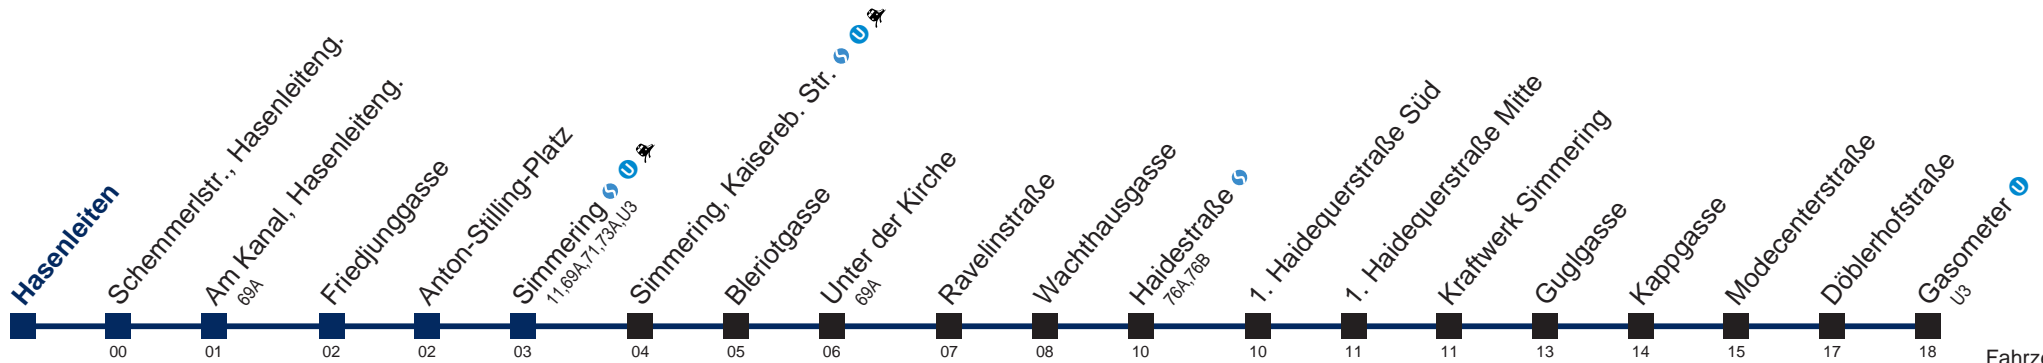 Hasenleiten
Schemmerlstr., Hasenleiteng.
Am Kanal, Hasenleiteng.
69A
Friedjunggasse
Anton-Stilling-Platz
Simmering S U
11,69A,71,73A,U3
Simmering, Kaisereb. Str. S U
Bleriotgasse
Unter der Kirche
69A
Ravelinstraße
Wachthausgasse
Haidestraße S
76A,76B
1. Haidequerstraße Süd
1. Haidequerstraße Mitte
Kraftwerk Simmering
Guglgasse
Kappgasse
Modecenterstraße
Döblerhofstraße
Gasometer U
U3
00 01 02 02 03 04 05 06 07 08 10 10 11 11 13 14 15 17 18
Fahrz